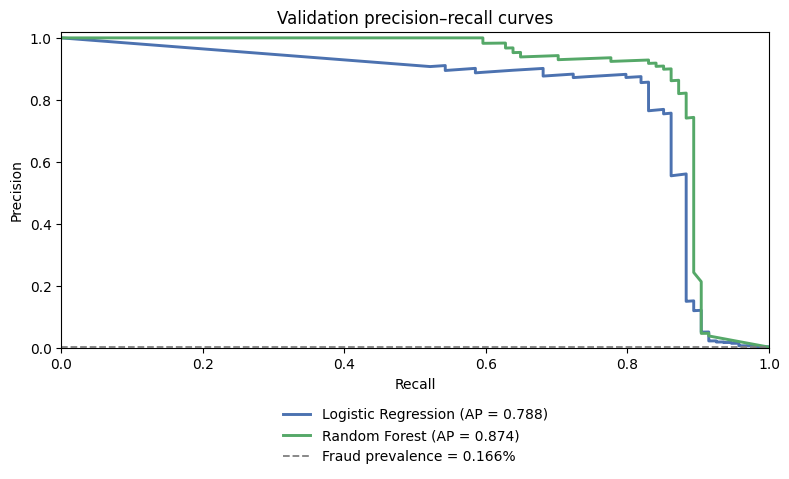 Validation precision–recall curves
1.0
0.8
0.6
0.4
0.2
0.0
Precision
0.0 0.2 0.4 0.6 0.8 1.0
Recall
Logistic Regression (AP = 0.788)
Random Forest (AP = 0.874)
Fraud prevalence = 0.166%